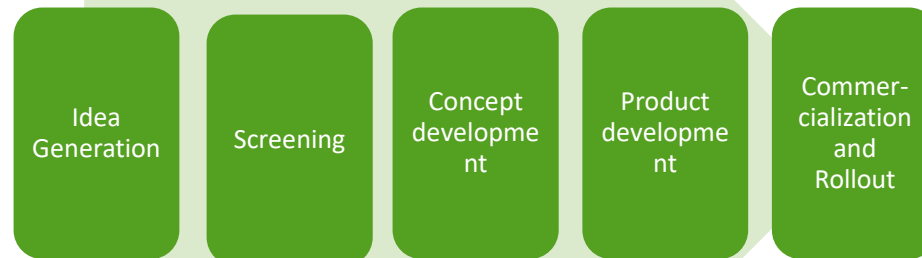 Idea
Generation
Screening
Concept
developme
nt
Product
developme
nt
Commer-
cialization
and
Rollout